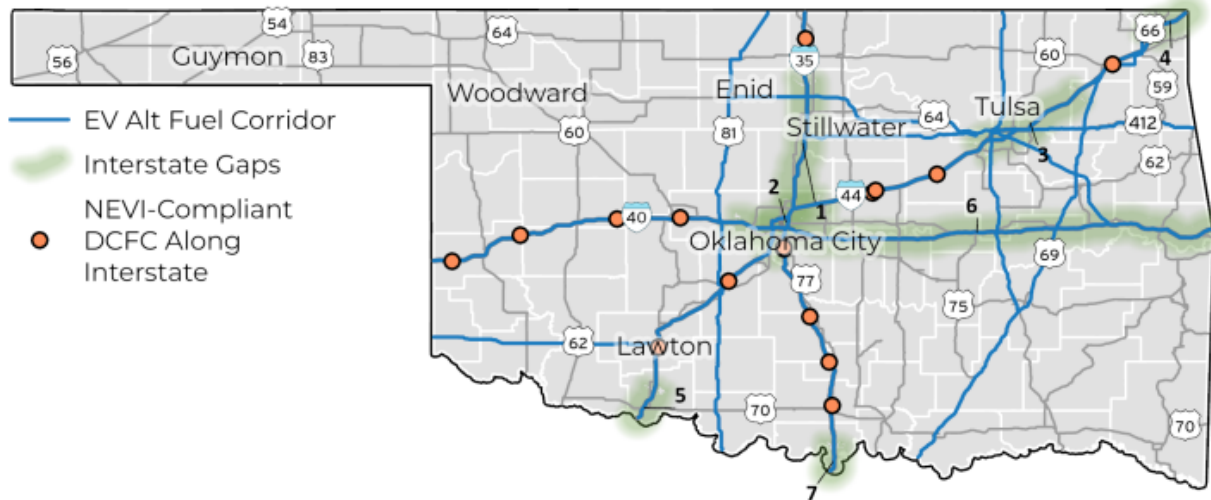 54
66
64
56
Guymon
83
35
60
4
59
Woodward
Enid
Tulsa
EV Alt Fuel Corridor
60
81
Stillwater
64
412
3
62
Interstate Gaps
2
44
1
6
NEVI-Compliant
DCFC Along
Interstate
40
Oklahoma City
69
77
75
62
Lawton
5
70
70
7